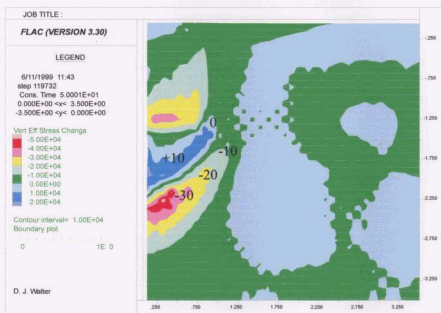 JOB TITLE :
FLAC (VERSION 3.30)
LEGEND
6/11/1999 11:43
step 119732
Cons. Time 5.0001E+01
0.000E+00 <x< 3.500E+00
-3.500E+00 <y< 0.000E+00
Vert Eff Stress Change
-5.00E+04
-4.00E+04
-3.00E+04
-2.00E+04
-1.00E+04
0.00E+00
1.00E+04
2.00E+04
Contour interval= 1.00E+04
Boundary plot
0 1E 0
D. J. Walter
0
+10
-10
-20
-30
-.250
-.750
-1.250
-1.750
-2.250
-2.750
-3.250
.250 .750 1.250 1.750 2.250 2.750 3.250